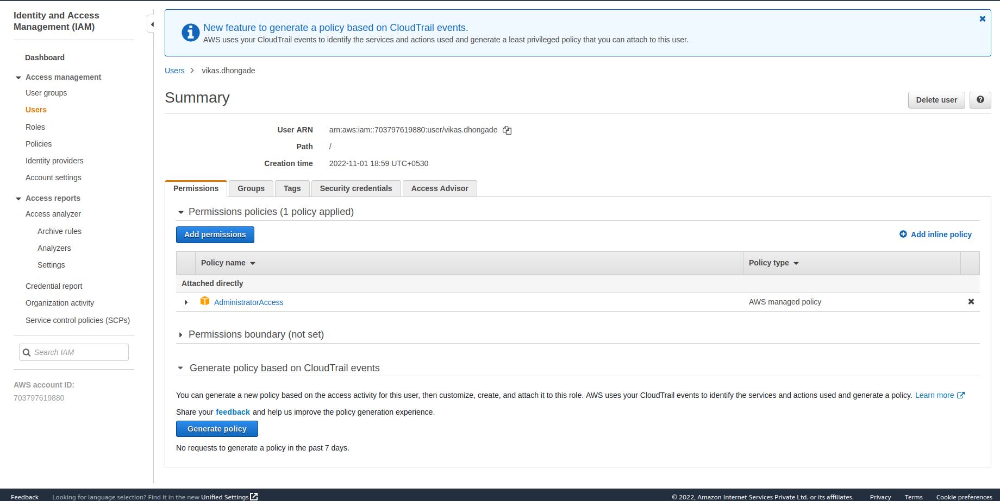 Identity and Access
Management (IAM)
Dashboard
Access management
User groups
Users
Roles
Policies
Identity providers
Account settings
Access reports
Access analyzer
Archive rules
Analyzers
Settings
Credential report
Organization activity
Service control policies (SCPs)
Search IAM
AWS account ID:
703797619880
New feature to generate a policy based on CloudTrail events.
AWS uses your CloudTrail events to identify the services and actions used and generate a least privileged policy that you can attach to this user.
Users > vikas.dhongade
Summary
Delete user
User ARN arn:aws:iam::703797619880:user/vikas.dhongade
Path /
Creation time 2022-11-01 18:59 UTC+0530
Permissions Groups Tags Security credentials Access Advisor
Permissions policies (1 policy applied)
Add permissions Add inline policy
Policy name Policy type
Attached directly
AdministratorAccess AWS managed policy
Permissions boundary (not set)
Generate policy based on CloudTrail events
You can generate a new policy based on the access activity for this user, then customize, create, and attach it to this role. AWS uses your CloudTrail events to identify the services and actions used and generate a policy. Learn more
Share your feedback and help us improve the policy generation experience.
Generate policy
No requests to generate a policy in the past 7 days.
Feedback Looking for language selection? Find it in the new Unified Settings © 2022, Amazon Internet Services Private Ltd. or its affiliates. Privacy Terms Cookie preferences